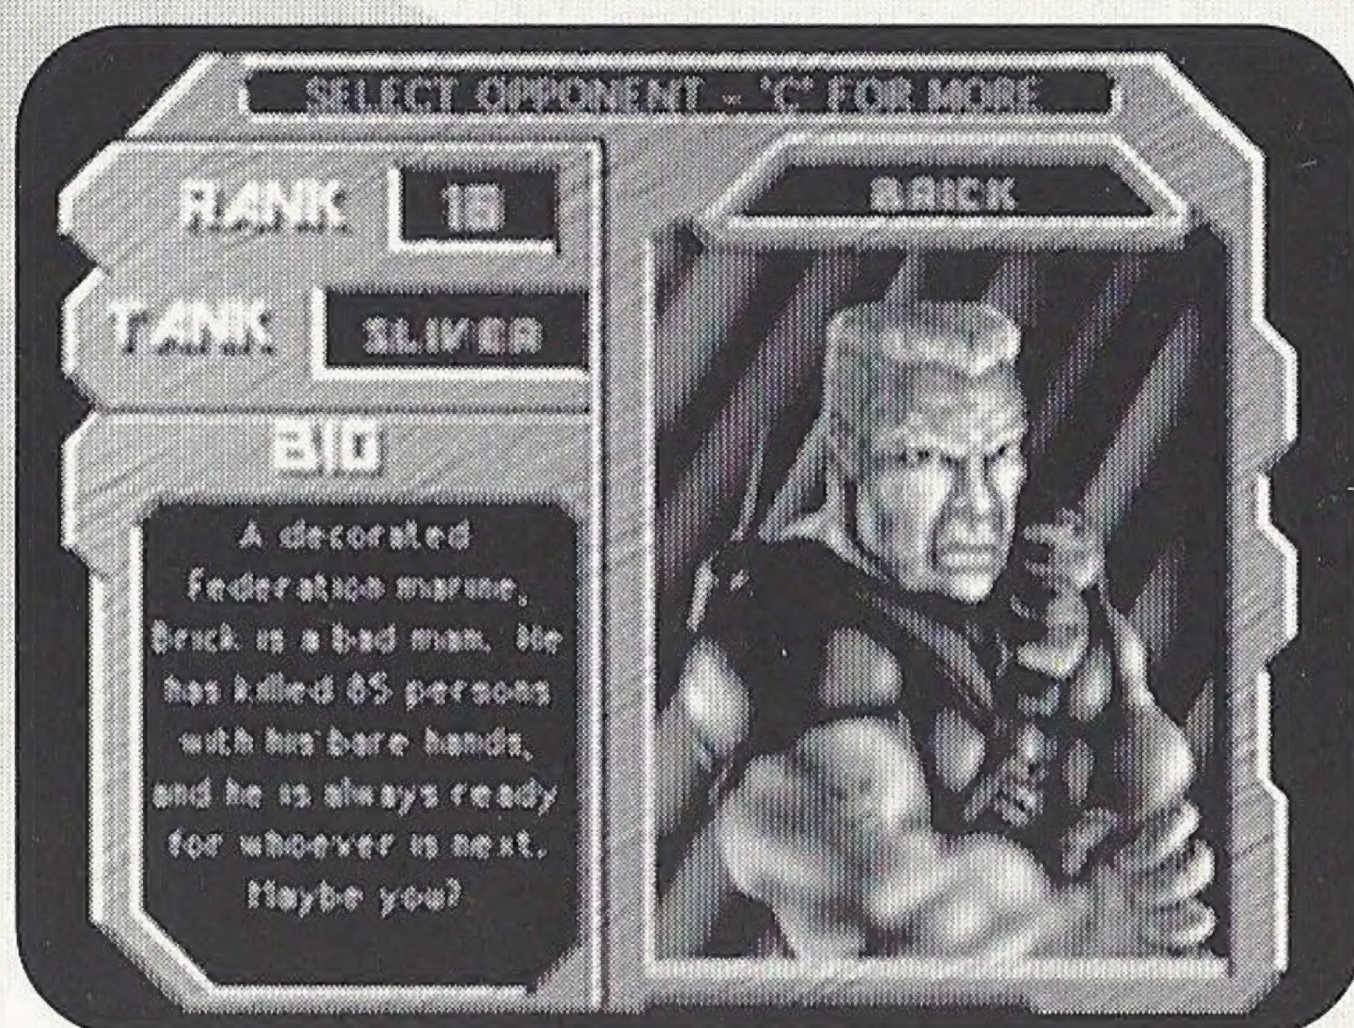 SELECT OPPONENT - "C" FOR MORE
RANK
TANK SLIVER
BRICK
BIO
A decorated
Federation marine,
Brick is a bad man. He
has killed 85 persons
with his bare hands,
and he is always ready
for whoever is next.
Maybe you?